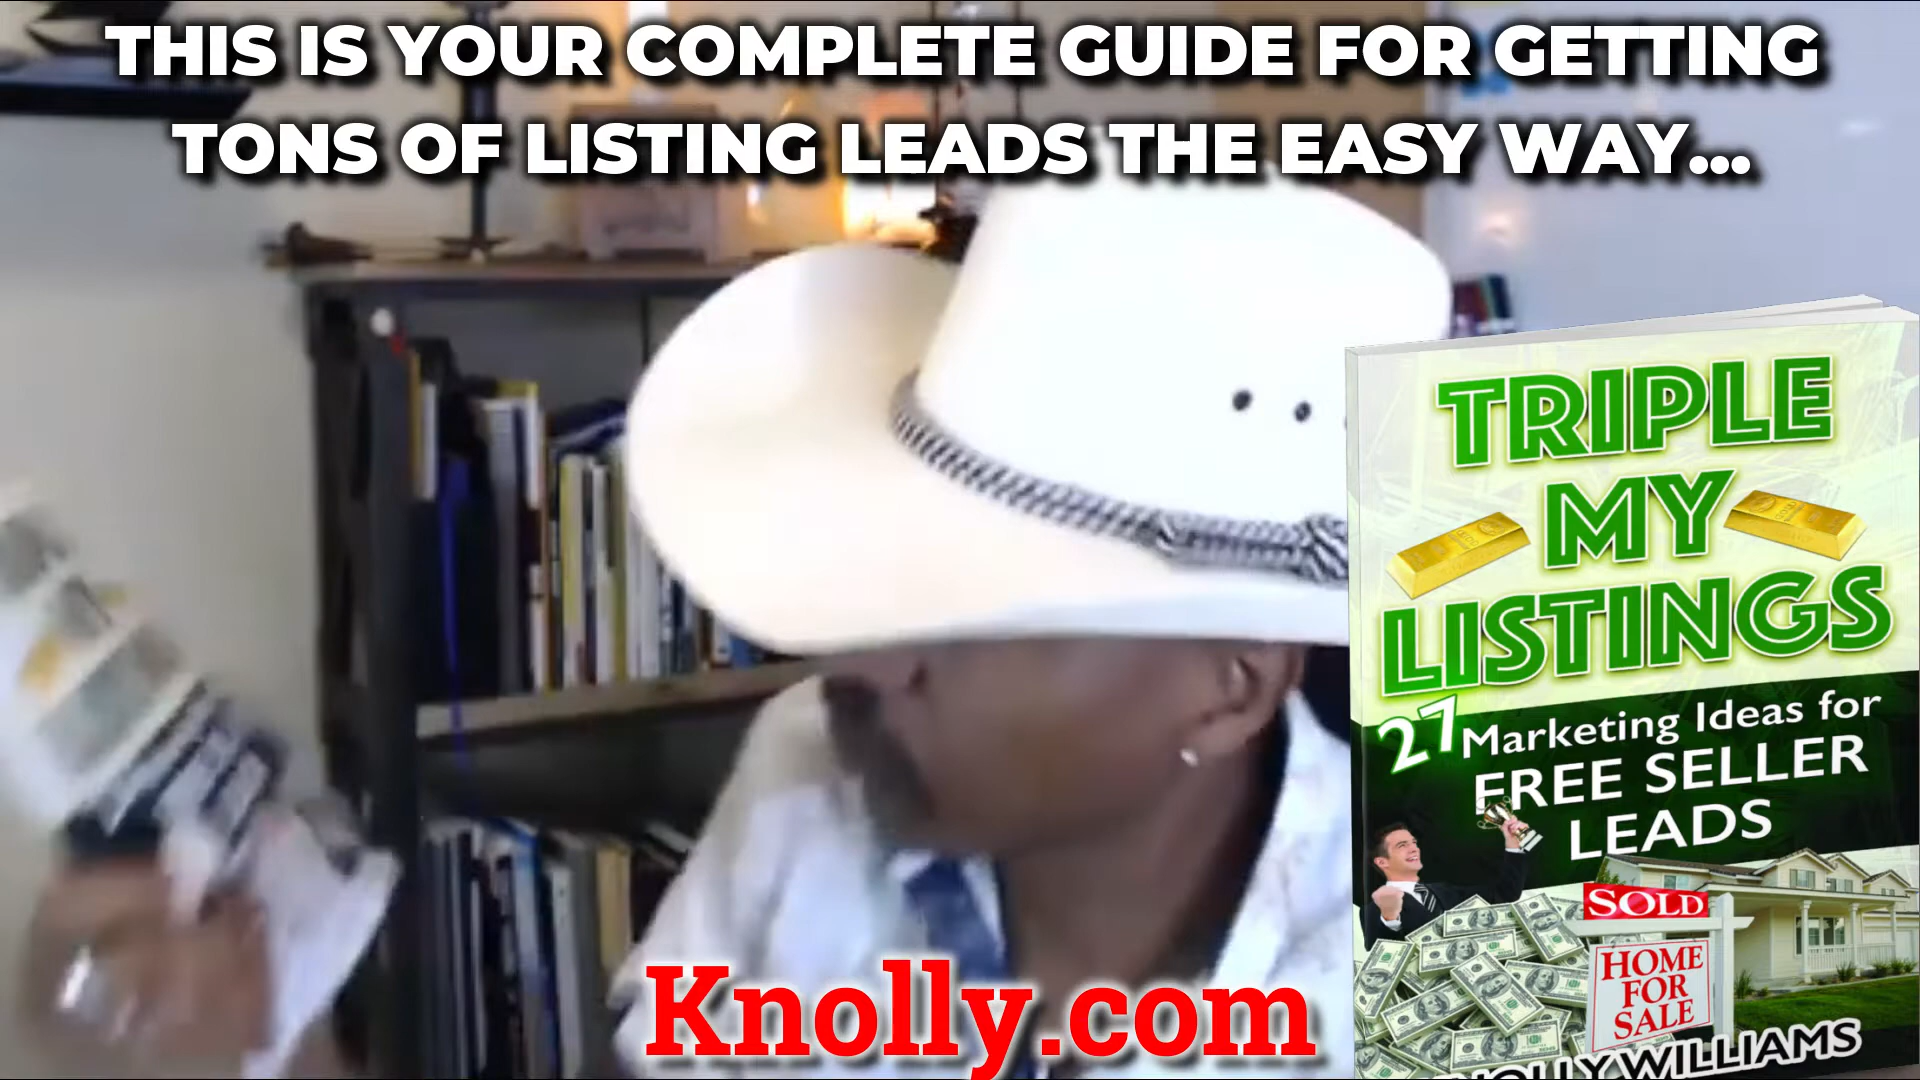 THIS IS YOUR COMPLETE GUIDE FOR GETTING
TONS OF LISTING LEADS THE EASY WAY...
TRIPLE
MY
LISTINGS
27 Marketing Ideas for
FREE SELLER
LEADS
SOLD
HOME
FOR
SALE
WILLIAMS
Knolly.com